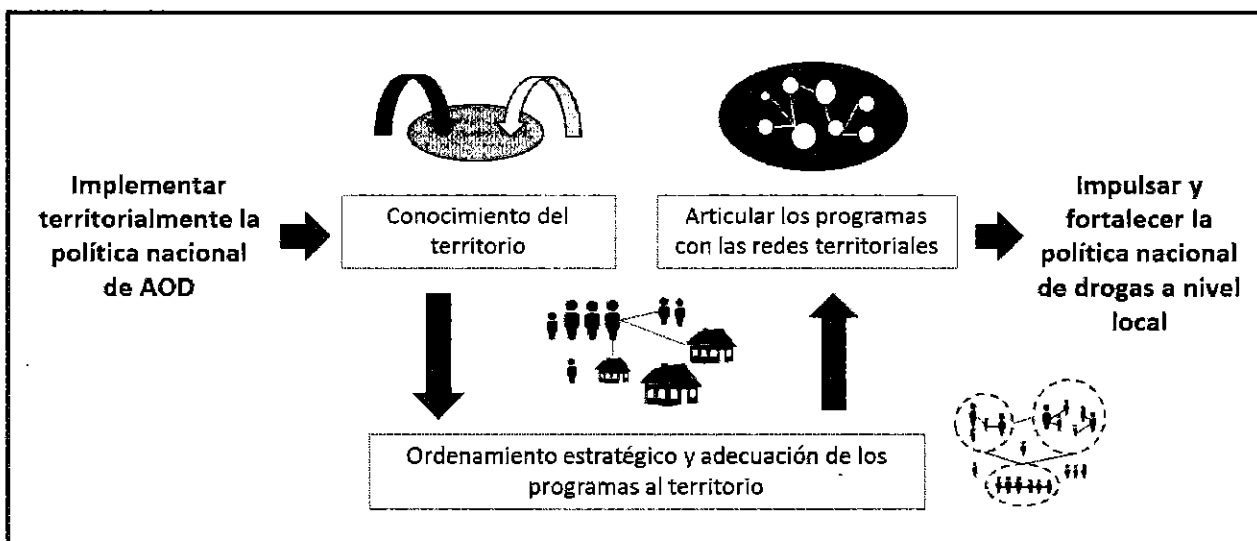 Implementar
territorialmente la
política nacional
de AOD
Conocimiento del
territorio
Ordenamiento estratégico y adecuación de los
programas al territorio
Articular los programas
con las redes territoriales
Impulsar y
fortalecer la
política nacional
de drogas a nivel
local